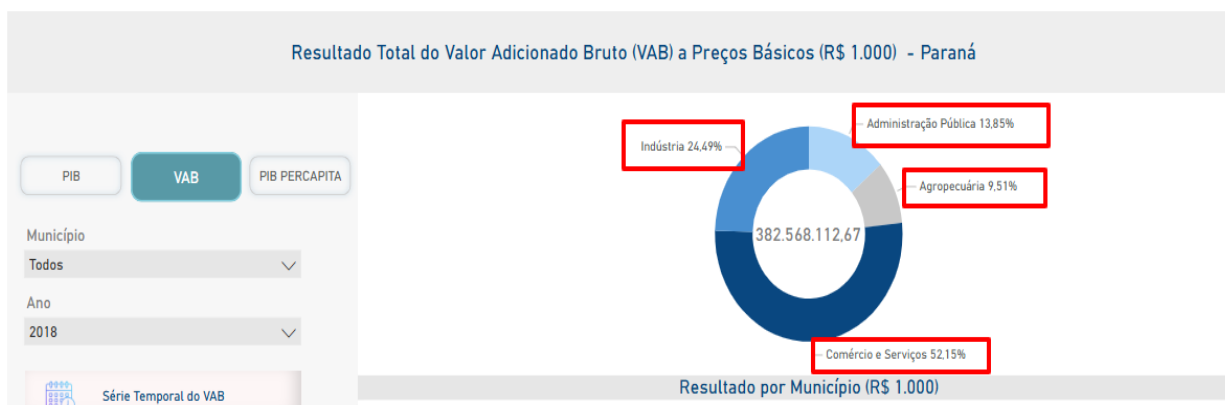 Resultado Total do Valor Adicionado Bruto (VAB) a Preços Básicos (R$ 1.000) - Paraná
PIB
VAB
PIB PERCAPITA
Município
Todos
Ano
2018
Série Temporal do VAB
Indústria 24,49%
Administração Pública 13,85%
Agropecuária 9,51%
382.568.112,67
Comércio e Serviços 52,15%
Resultado por Município (R$ 1.000)